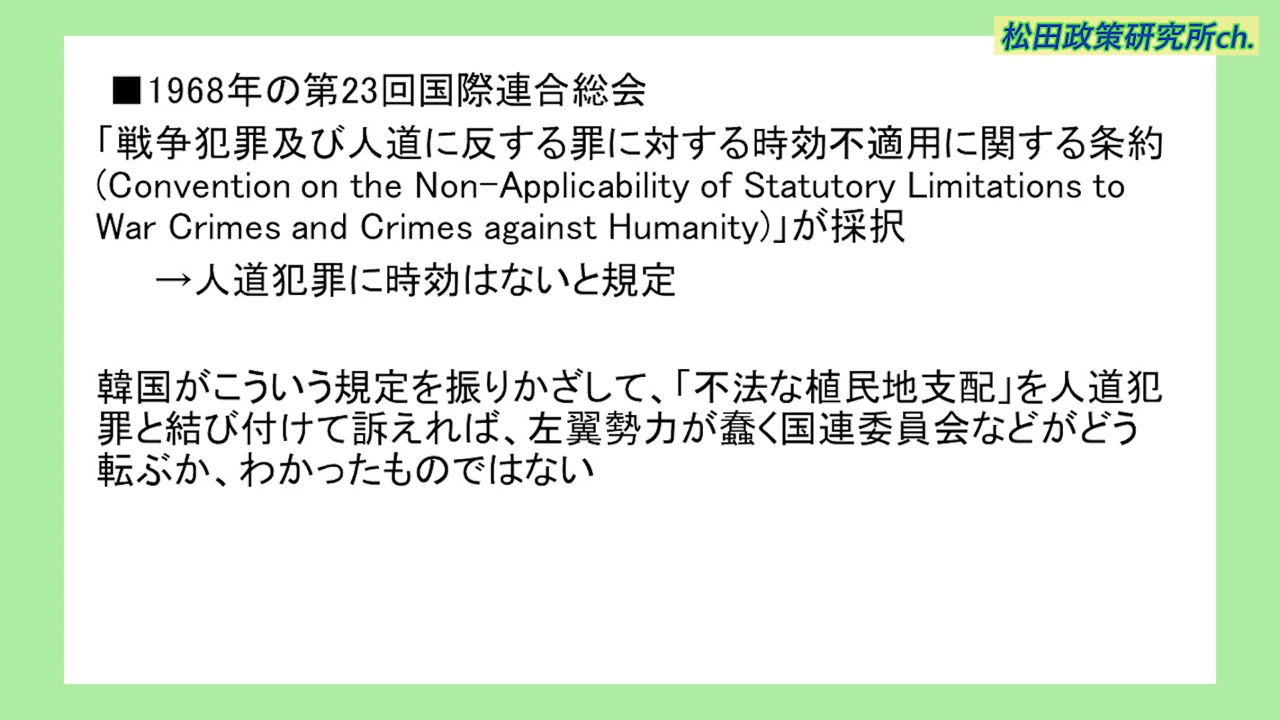 松田政策研究所ch.
■1968年の第23回国際連合総会
「戦争犯罪及び人道に反する罪に対する時効不適用に関する条約
(Convention on the Non-Applicability of Statutory Limitations to
War Crimes and Crimes against Humanity)」が採択
→人道犯罪に時効はないと規定
韓国がこういう規定を振りかざして、「不法な植民地支配」を人道犯
罪と結び付けて訴えれば、左翼勢力が蠢く国連委員会などがどう
転ぶか、わかったものではない